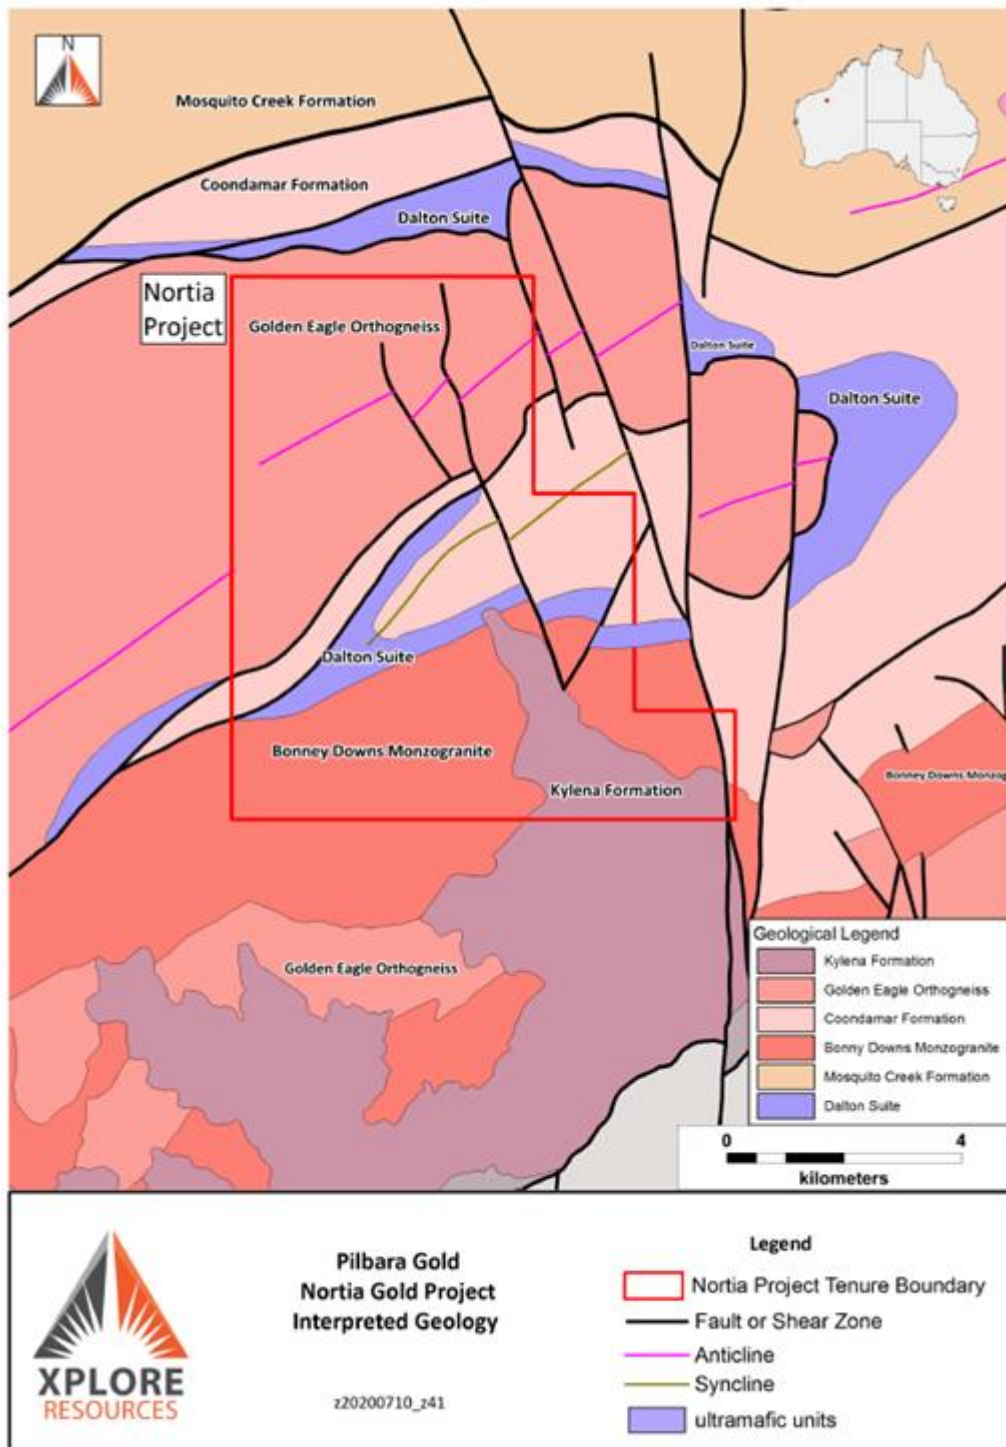 N
Mosquito Creek Formation
Coondamar Formation
Dalton Suite
Nortia
Project
Golden Eagle Orthogneiss
Dalton Suite
Dalton Suite
Dalton Suite
Bonney Downs Monzogranite
Kylena Formation
Bonney Downs Monzog
Golden Eagle Orthogneiss
Geological Legend
Kylena Formation
Golden Eagle Orthogneiss
Coondamar Formation
Bonny Downs Monzogranite
Mosquito Creek Formation
Dalton Suite
0 4
kilometers
XPLORE
RESOURCES
Pilbara Gold
Nortia Gold Project
Interpreted Geology
z20200710_z41
Legend
Nortia Project Tenure Boundary
Fault or Shear Zone
Anticline
Syncline
ultramafic units